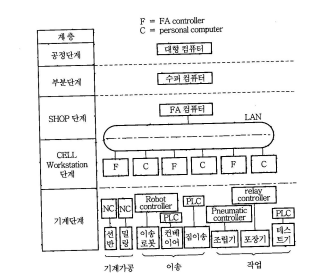 F = FA controller
C = personal computer
계층
공정단계
대형 컴퓨터
부분단계
수퍼 컴퓨터
SHOP 단계
FA 컴퓨터
LAN
CELL
Workstation
단계
F
C
F
C
F
C
기계단계
NC
NC
Robot
controller
PLC
PLC
relay
controller
Pneumatic
controller
PLC
선반
밀링
이송
로봇
컨베
이어
짐이송
조립기
포장기
테스
트기
기계가공
이송
작업